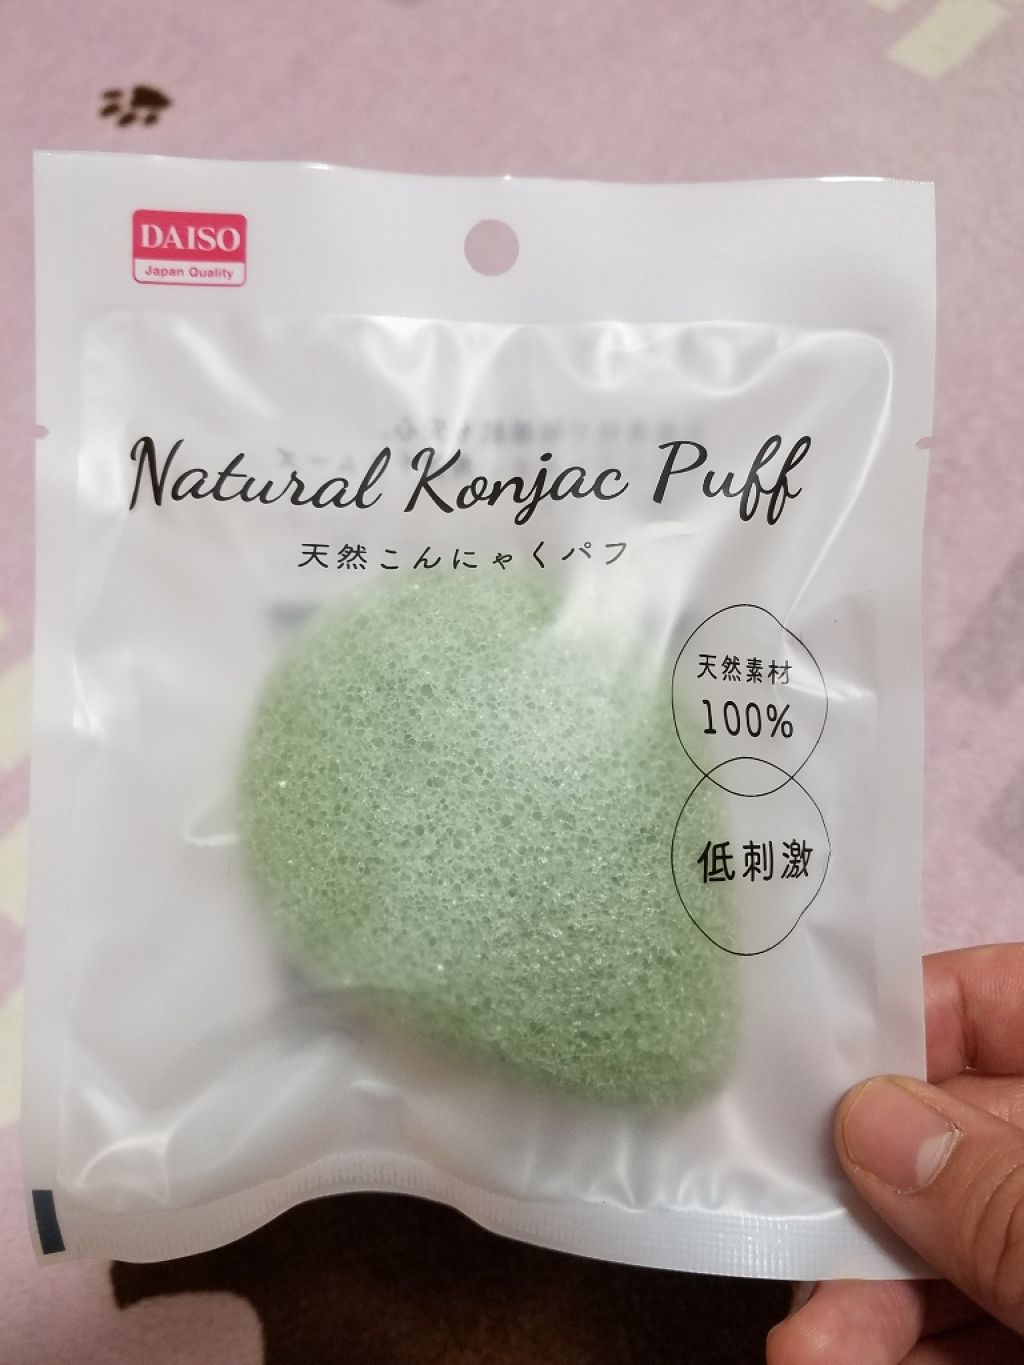 DAISO
Japan Quality
Natural Konjac Puff
天然こんにゃくパフ
天然素材
100%
低刺激